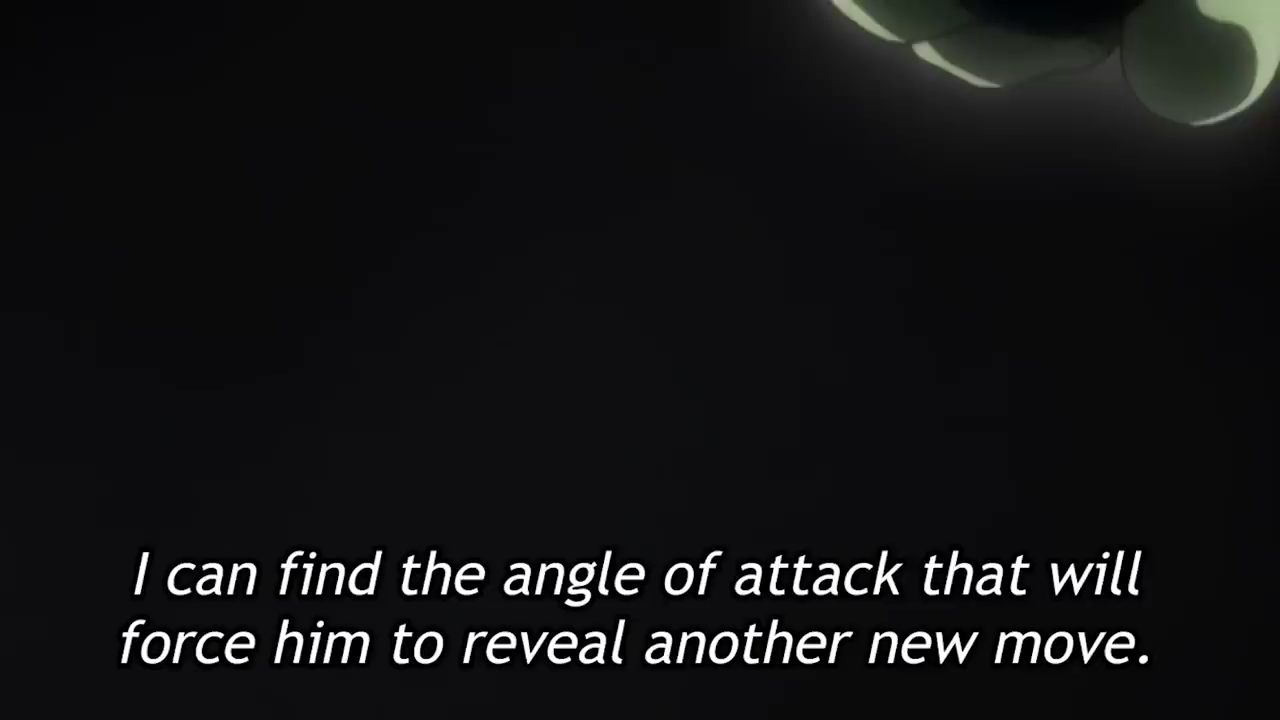 I can find the angle of attack that will
force him to reveal another new move.